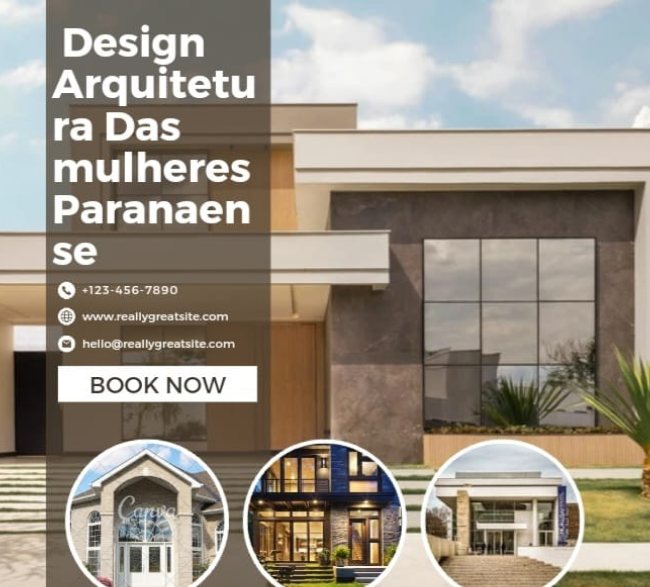 Design
Arquitetu
ra Das
mulheres
Paranaen
se
+123-456-7890
www.reallygreatsite.com
hello@reallygreatsite.com
BOOK NOW
Canva